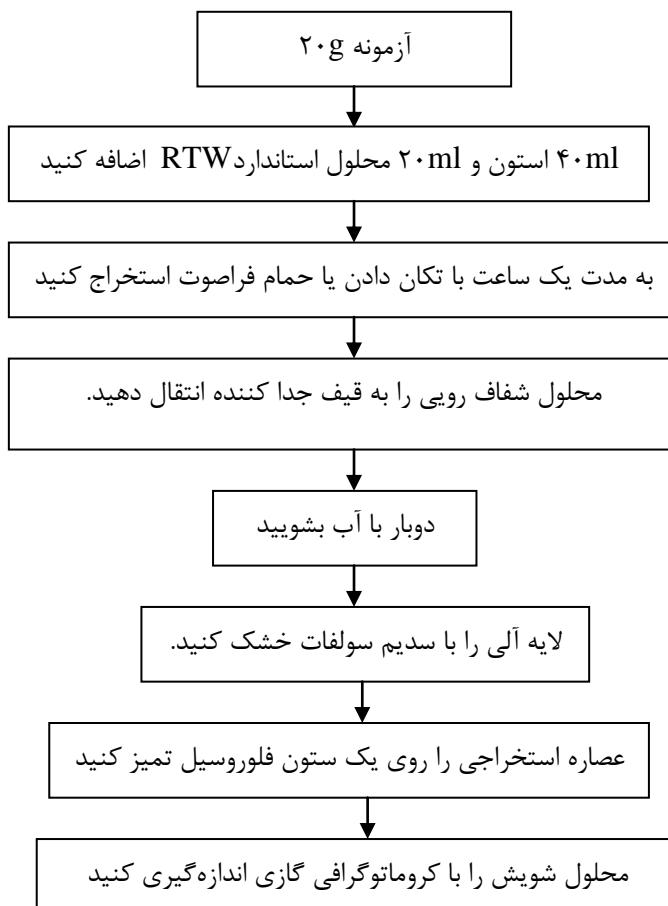 آزمونه ۲۰g
۴۰ml استون و ۲۰ml محلول استاندارد RTW اضافه کنید
به مدت یک ساعت با تکان دادن یا حمام فراصوت استخراج کنید
محلول شفاف رویی را به قیف جدا کننده انتقال دهید.
دوبار با آب بشویید
لایه آلی را با سدیم سولفات خشک کنید.
عصاره استخراجی را روی یک ستون فلوروسیل تمیز کنید
محلول شویش را با کروماتوگرافی گازی اندازه‌گیری کنید